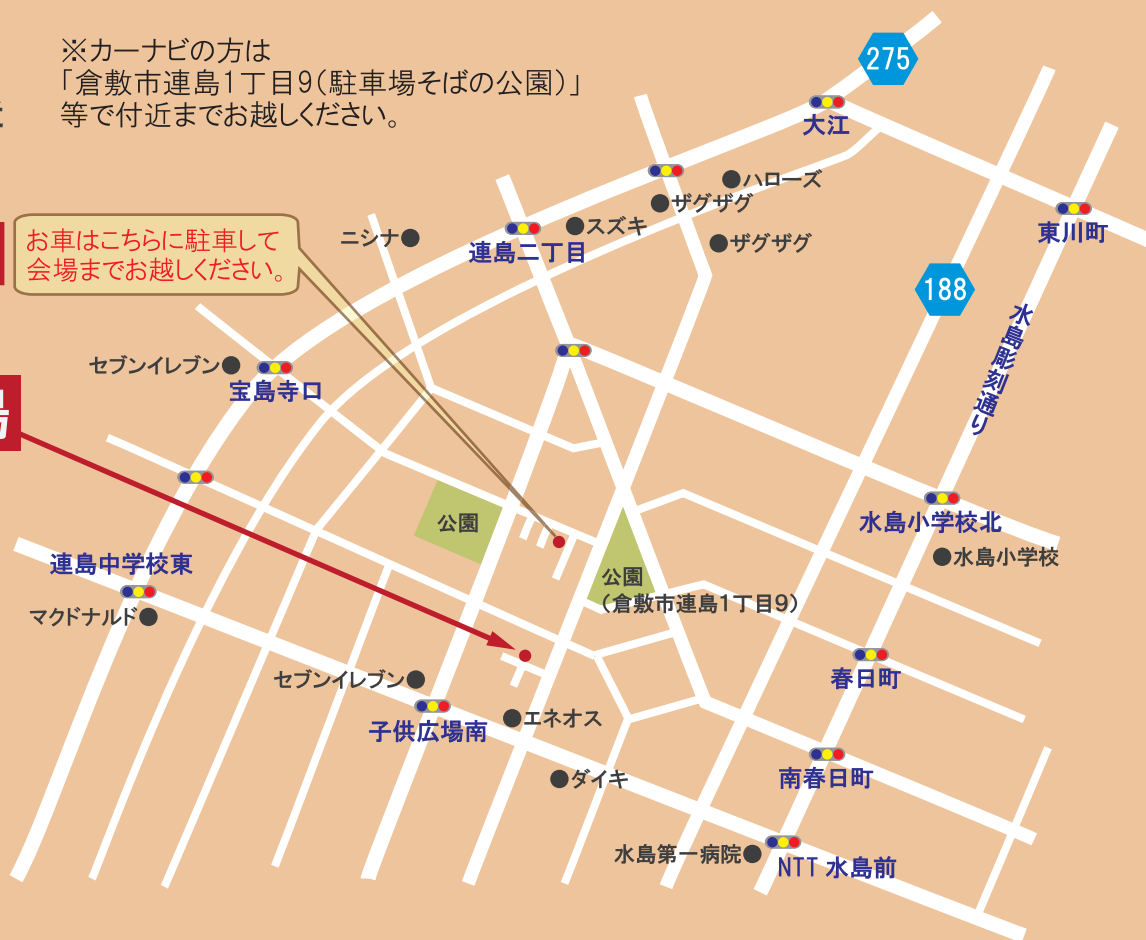 ※カーナビの方は
「倉敷市連島1丁目9(駐車場そばの公園)」
等で付近までお越しください。
275
大江
ハローズ
ザグザグ
スズキ
ザグザグ
ニシナ
連島二丁目
東川町
お車はこちらに駐車して
会場までお越しください。
188
水島彫刻通り
セブンイレブン
宝島寺口
場
公園
水島小学校北
水島小学校
連島中学校東
公園
(倉敷市連島1丁目9)
マクドナルド
セブンイレブン
春日町
子供広場南
エネオス
ダイキ
南春日町
水島第一病院
NTT 水島前